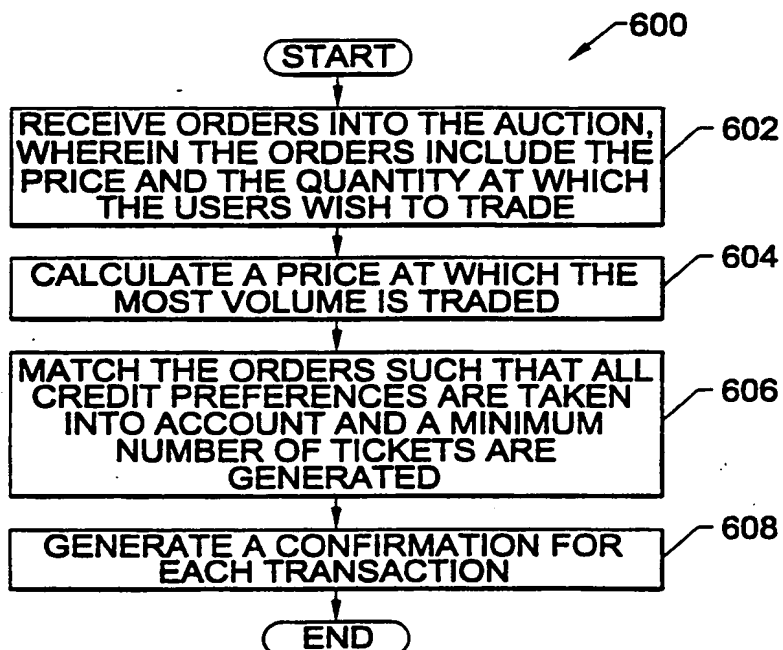 600
START
RECEIVE ORDERS INTO THE AUCTION,
WHEREIN THE ORDERS INCLUDE THE
PRICE AND THE QUANTITY AT WHICH
THE USERS WISH TO TRADE
602
CALCULATE A PRICE AT WHICH THE
MOST VOLUME IS TRADED
604
MATCH THE ORDERS SUCH THAT ALL
CREDIT PREFERENCES ARE TAKEN
INTO ACCOUNT AND A MINIMUM
NUMBER OF TICKETS ARE
GENERATED
606
GENERATE A CONFIRMATION FOR
EACH TRANSACTION
608
END